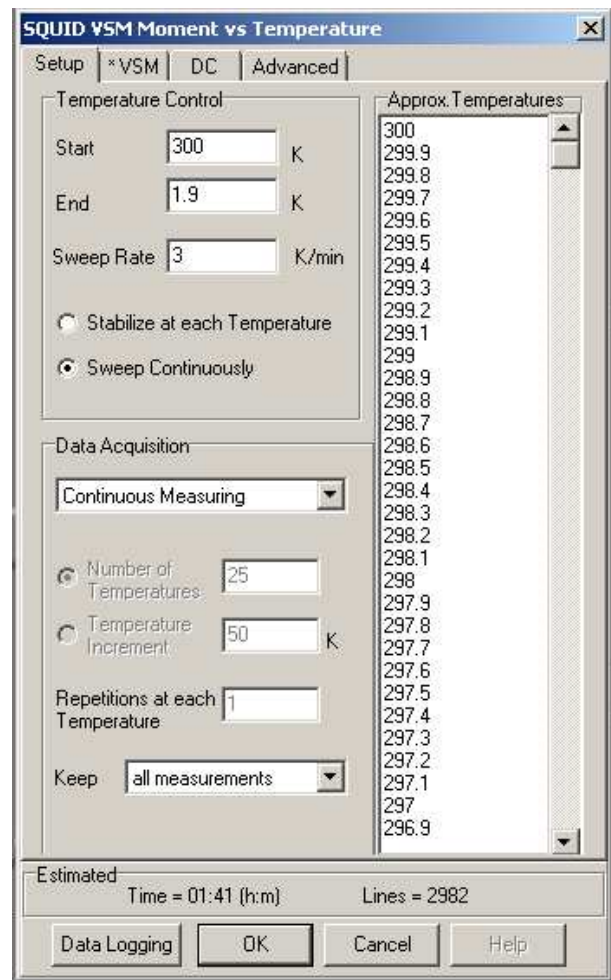 SQUID VSM Moment vs Temperature
Setup
* VSM
DC
Advanced
Temperature Control
Start 300 K
End 1.9 K
Sweep Rate 3 K/min
Stabilize at each Temperature
Sweep Continuously
Data Acquisition
Continuous Measuring
Number of
Temperatures
25
Temperature
Increment
50 K
Repetitions at each
Temperature
1
Keep all measurements
Approx.Temperatures
300
299.9
299.8
299.7
299.6
299.5
299.4
299.3
299.2
299.1
299
298.9
298.8
298.7
298.6
298.5
298.4
298.3
298.2
298.1
298
297.9
297.8
297.7
297.6
297.5
297.4
297.3
297.2
297.1
297
296.9
Estimated
Time = 01:41 (h:m) Lines = 2982
Data Logging
OK
Cancel
Help